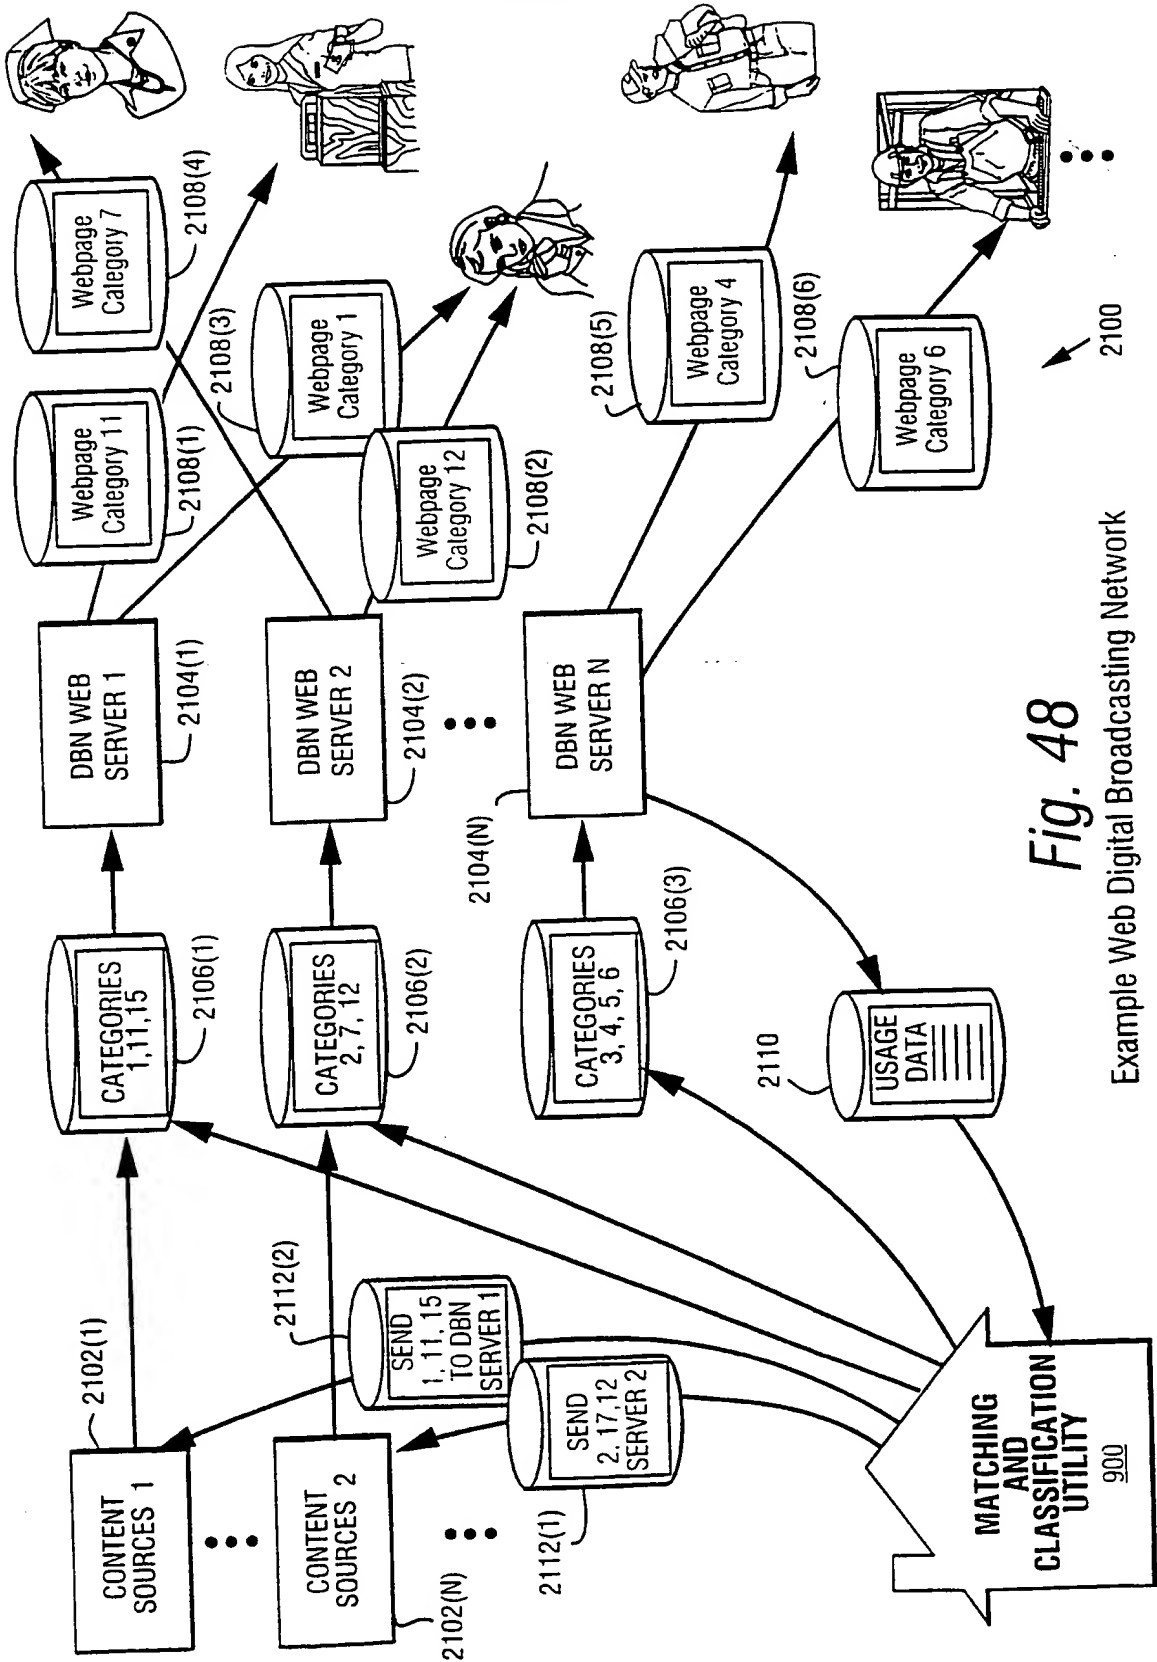 CONTENT
SOURCES 1
2102(1)
CONTENT
SOURCES 2
2102(N)
SEND
1, 11, 15
TO DBN
SERVER 1
2112(2)
SEND
2, 17,12
SERVER 2
2112(1)
MATCHING
AND
CLASSIFICATION
UTILITY
900
CATEGORIES
1,11,15
2106(1)
CATEGORIES
2, 7, 12
2106(2)
CATEGORIES
3, 4, 5, 6
2106(3)
USAGE
DATA
2110
DBN WEB
SERVER 1
2104(1)
DBN WEB
SERVER 2
2104(2)
DBN WEB
SERVER N
2104(N)
Webpage
Category 11
2108(1)
Webpage
Category 7
2108(4)
Webpage
Category 1
2108(3)
Webpage
Category 12
2108(2)
Webpage
Category 4
2108(5)
Webpage
Category 6
2108(6)
2100
Fig. 48
Example Web Digital Broadcasting Network